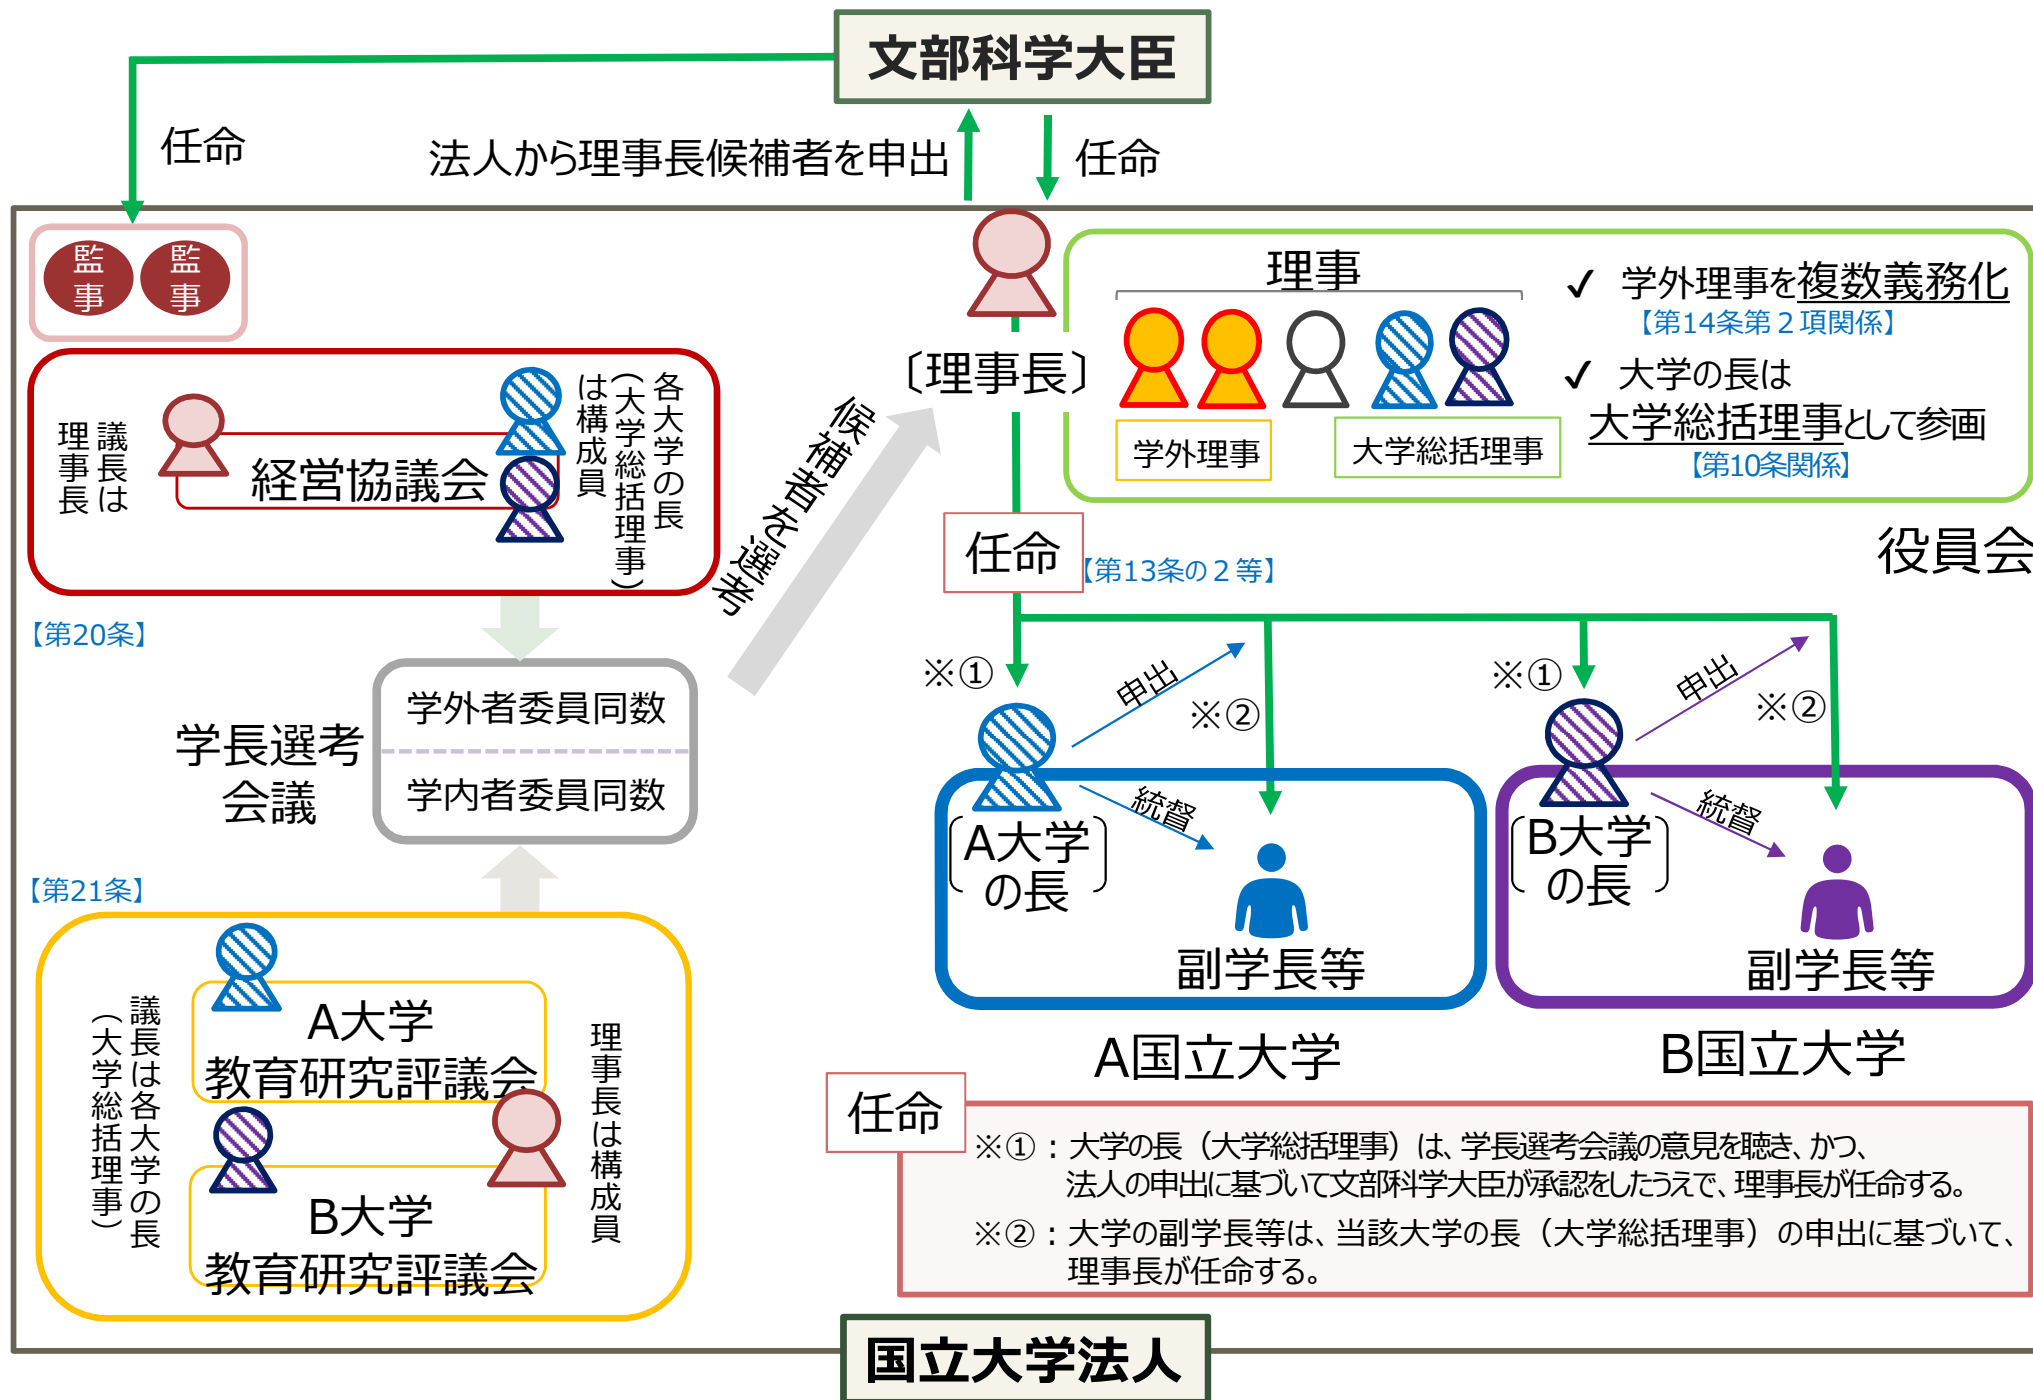 文部科学大臣
任命
法人から理事長候補者を申出
任命
監事
監事
〔理事長〕
理事
学外理事
大学総括理事
✓ 学外理事を複数義務化
【第14条第２項関係】
✓ 大学の長は
大学総括理事として参画
【第10条関係】
役員会
議長は
理事長
経営協議会
各大学の長
(大学総括理事)
は構成員
【第20条】
候補者を選考
学長選考
会議
学外者委員同数
学内者委員同数
【第21条】
議長は各大学の長
(大学総括理事)
A大学
教育研究評議会
B大学
教育研究評議会
理事長は構成員
任命
【第13条の２等】
※①
申出
※②
統督
A大学
の長
副学長等
A国立大学
※①
申出
※②
統督
B大学
の長
副学長等
B国立大学
任命
※①：大学の長（大学総括理事）は、学長選考会議の意見を聴き、かつ、
法人の申出に基づいて文部科学大臣が承認をしたうえで、理事長が任命する。
※②：大学の副学長等は、当該大学の長（大学総括理事）の申出に基づいて、
理事長が任命する。
国立大学法人